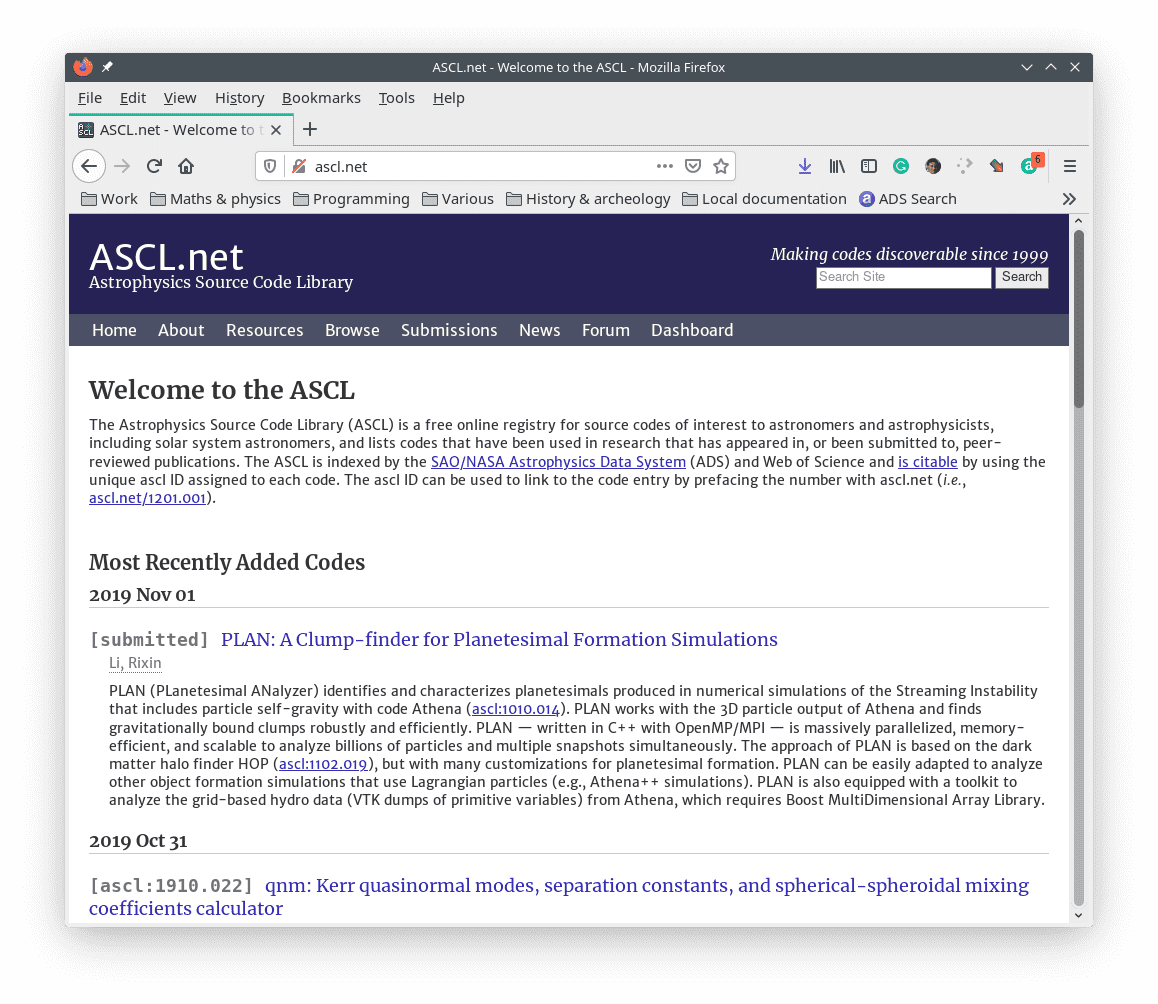 ASCL.net - Welcome to the ASCL - Mozilla Firefox
File Edit View History Bookmarks Tools Help
ASCL.net - Welcome to t
ascl.net
6
Work Maths & physics Programming Various History & archeology Local documentation ADS Search
ASCL.net
Astrophysics Source Code Library
Making codes discoverable since 1999
Search Site Search
Home About Resources Browse Submissions News Forum Dashboard
Welcome to the ASCL
The Astrophysics Source Code Library (ASCL) is a free online registry for source codes of interest to astronomers and astrophysicists,
including solar system astronomers, and lists codes that have been used in research that has appeared in, or been submitted to, peer-
reviewed publications. The ASCL is indexed by the SAO/NASA Astrophysics Data System (ADS) and Web of Science and is citable by using the
unique ascl ID assigned to each code. The ascl ID can be used to link to the code entry by prefacing the number with ascl.net (i.e.,
ascl.net/1201.001).
Most Recently Added Codes
2019 Nov 01
[submitted] PLAN: A Clump-finder for Planetesimal Formation Simulations
Li, Rixin
PLAN (PLanetesimal ANalyzer) identifies and characterizes planetesimals produced in numerical simulations of the Streaming Instability
that includes particle self-gravity with code Athena (ascl:1010.014). PLAN works with the 3D particle output of Athena and finds
gravitationally bound clumps robustly and efficiently. PLAN — written in C++ with OpenMP/MPI — is massively parallelized, memory-
efficient, and scalable to analyze billions of particles and multiple snapshots simultaneously. The approach of PLAN is based on the dark
matter halo finder HOP (ascl:1102.019), but with many customizations for planetesimal formation. PLAN can be easily adapted to analyze
other object formation simulations that use Lagrangian particles (e.g., Athena++ simulations). PLAN is also equipped with a toolkit to
analyze the grid-based hydro data (VTK dumps of primitive variables) from Athena, which requires Boost MultiDimensional Array Library.
2019 Oct 31
[ascl:1910.022] qnm: Kerr quasinormal modes, separation constants, and spherical-spheroidal mixing
coefficients calculator